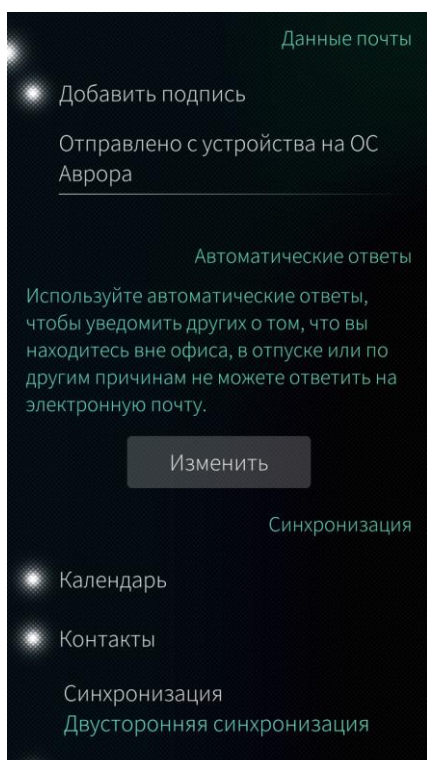 Данные почты
Добавить подпись
Отправлено с устройства на ОС
Аврора
Автоматические ответы
Используйте автоматические ответы,
чтобы уведомить других о том, что вы
находитесь вне офиса, в отпуске или по
другим причинам не можете ответить на
электронную почту.
Изменить
Синхронизация
Календарь
Контакты
Синхронизация
Двусторонняя синхронизация